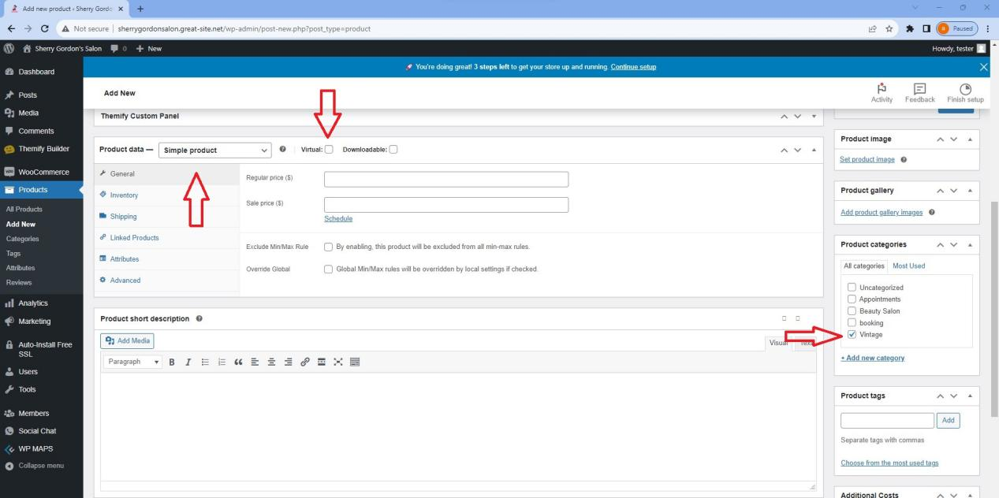 Add new product ‹ Sherry Gordo
Not secure | sherrygordonsalon.great-site.net/wp-admin/post-new.php?post_type=product
Paused
Sherry Gordon's Salon 0 + New
Howdy, tester
Dashboard
Posts
Media
Comments
Themify Builder
WooCommerce
Products
All Products
Add New
Categories
Tags
Attributes
Reviews
Analytics
Marketing
Auto-Install Free
SSL
Users
Tools
Members
Social Chat
WP MAPS
Collapse menu
You're doing great! 3 steps left to get your store up and running. Continue setup
Add New
Activity
Feedback
Finish setup
Themify Custom Panel
Product data — Simple product Virtual: Downloadable:
General
Inventory
Shipping
Linked Products
Attributes
Advanced
Regular price ($)
Sale price ($)
Schedule
Exclude Min/Max Rule By enabling, this product will be excluded from all min-max rules.
Override Global Global Min/Max rules will be overridden by local settings if checked.
Product short description
Add Media
Visual Text
Paragraph B I
Product image
Set product image
Product gallery
Add product gallery images
Product categories
All categories Most Used
Uncategorized
Appointments
Beauty Salon
booking
Vintage
+ Add new category
Product tags
Add
Separate tags with commas
Choose from the most used tags
Additional Costs